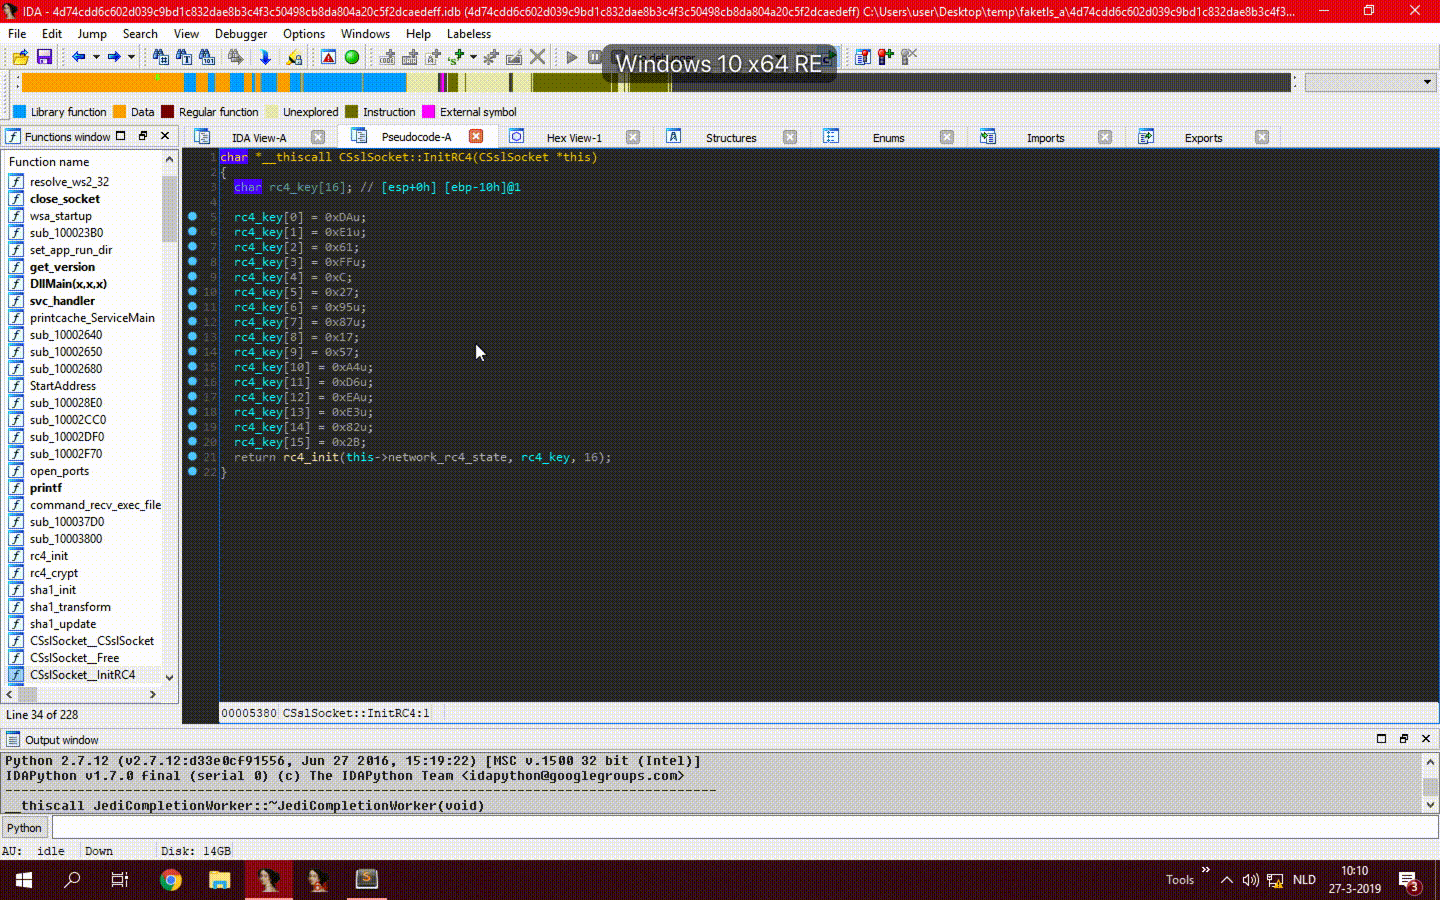 IDA - 4d74cdd6c602d039c9bd1c832dae8b3c4f3c50498cb8da804a20c5f2dcaedeff.idb (4d74cdd6c602d039c9bd1c832dae8b3c4f3c50498cb8da804a20c5f2dcaedeff) C:\Users\user\Desktop\temp\faketls_a\4d74cdd6c602d039c9bd1c832dae8b3c4f3...
File Edit Jump Search View Debugger Options Windows Help Labeless
Windows 10 x64 RE
Library function Data Regular function Unexplored Instruction External symbol
Functions window
IDA View-A Pseudocode-A Hex View-1 Structures Enums Imports Exports
Function name
resolve_ws2_32
close_socket
wsa_startup
sub_100023B0
set_app_run_dir
get_version
DllMain(x,x,x)
svc_handler
printcache_ServiceMain
sub_10002640
sub_10002650
sub_10002680
StartAddress
sub_100028E0
sub_10002CC0
sub_10002DF0
sub_10002F70
open_ports
printf
command_recv_exec_file
sub_100037D0
sub_10003800
rc4_init
rc4_crypt
sha1_init
sha1_transform
sha1_update
CSslSocket__CSslSocket
CSslSocket__Free
CSslSocket__InitRC4
Line 34 of 228
1 char *__thiscall CSslSocket::InitRC4(CSslSocket *this)
2 {
3 char rc4_key[16]; // [esp+0h] [ebp-10h]@1
4
5 rc4_key[0] = 0xDAu;
6 rc4_key[1] = 0xE1u;
7 rc4_key[2] = 0x61;
8 rc4_key[3] = 0xFFu;
9 rc4_key[4] = 0xC;
10 rc4_key[5] = 0x27;
11 rc4_key[6] = 0x95u;
12 rc4_key[7] = 0x87u;
13 rc4_key[8] = 0x17;
14 rc4_key[9] = 0x57;
15 rc4_key[10] = 0xA4u;
16 rc4_key[11] = 0xD6u;
17 rc4_key[12] = 0xEAu;
18 rc4_key[13] = 0xE3u;
19 rc4_key[14] = 0x82u;
20 rc4_key[15] = 0x2B;
21 return rc4_init(this->network_rc4_state, rc4_key, 16);
22 }
00005380 CSslSocket::InitRC4:1
Output window
Python 2.7.12 (v2.7.12:d33e0cf91556, Jun 27 2016, 15:19:22) [MSC v.1500 32 bit (Intel)]
IDAPython v1.7.0 final (serial 0) (c) The IDAPython Team <idapython@googlegroups.com>
---------------------------------------------------------------------------------------
__thiscall JediCompletionWorker::~JediCompletionWorker(void)
Python
AU: idle Down Disk: 14GB
Tools NLD
10:10
27-3-2019
3